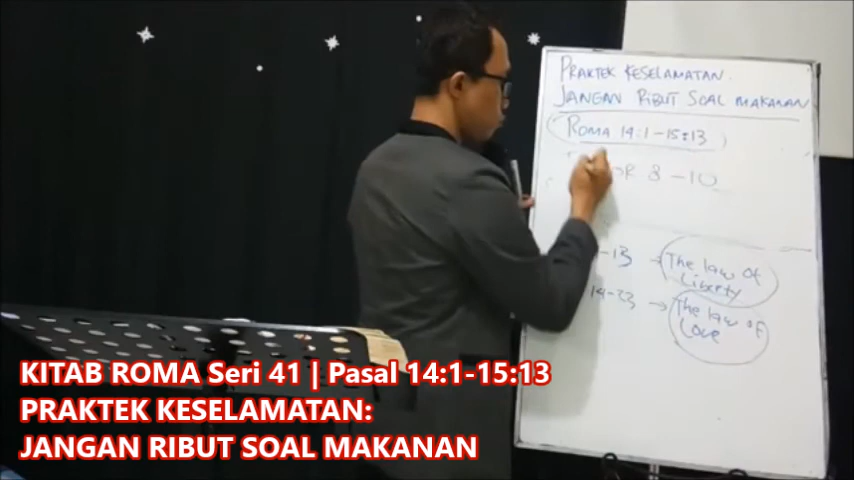 PRAKTEK KESELAMATAN.
JANGAN RIBUT SOAL MAKANAN
ROMA 14:1-15:13
OR 8-10
-13 → The law OF
Liberty
14-23 → The law OF
Love
KITAB ROMA Seri 41 | Pasal 14:1-15:13
PRAKTEK KESELAMATAN:
JANGAN RIBUT SOAL MAKANAN